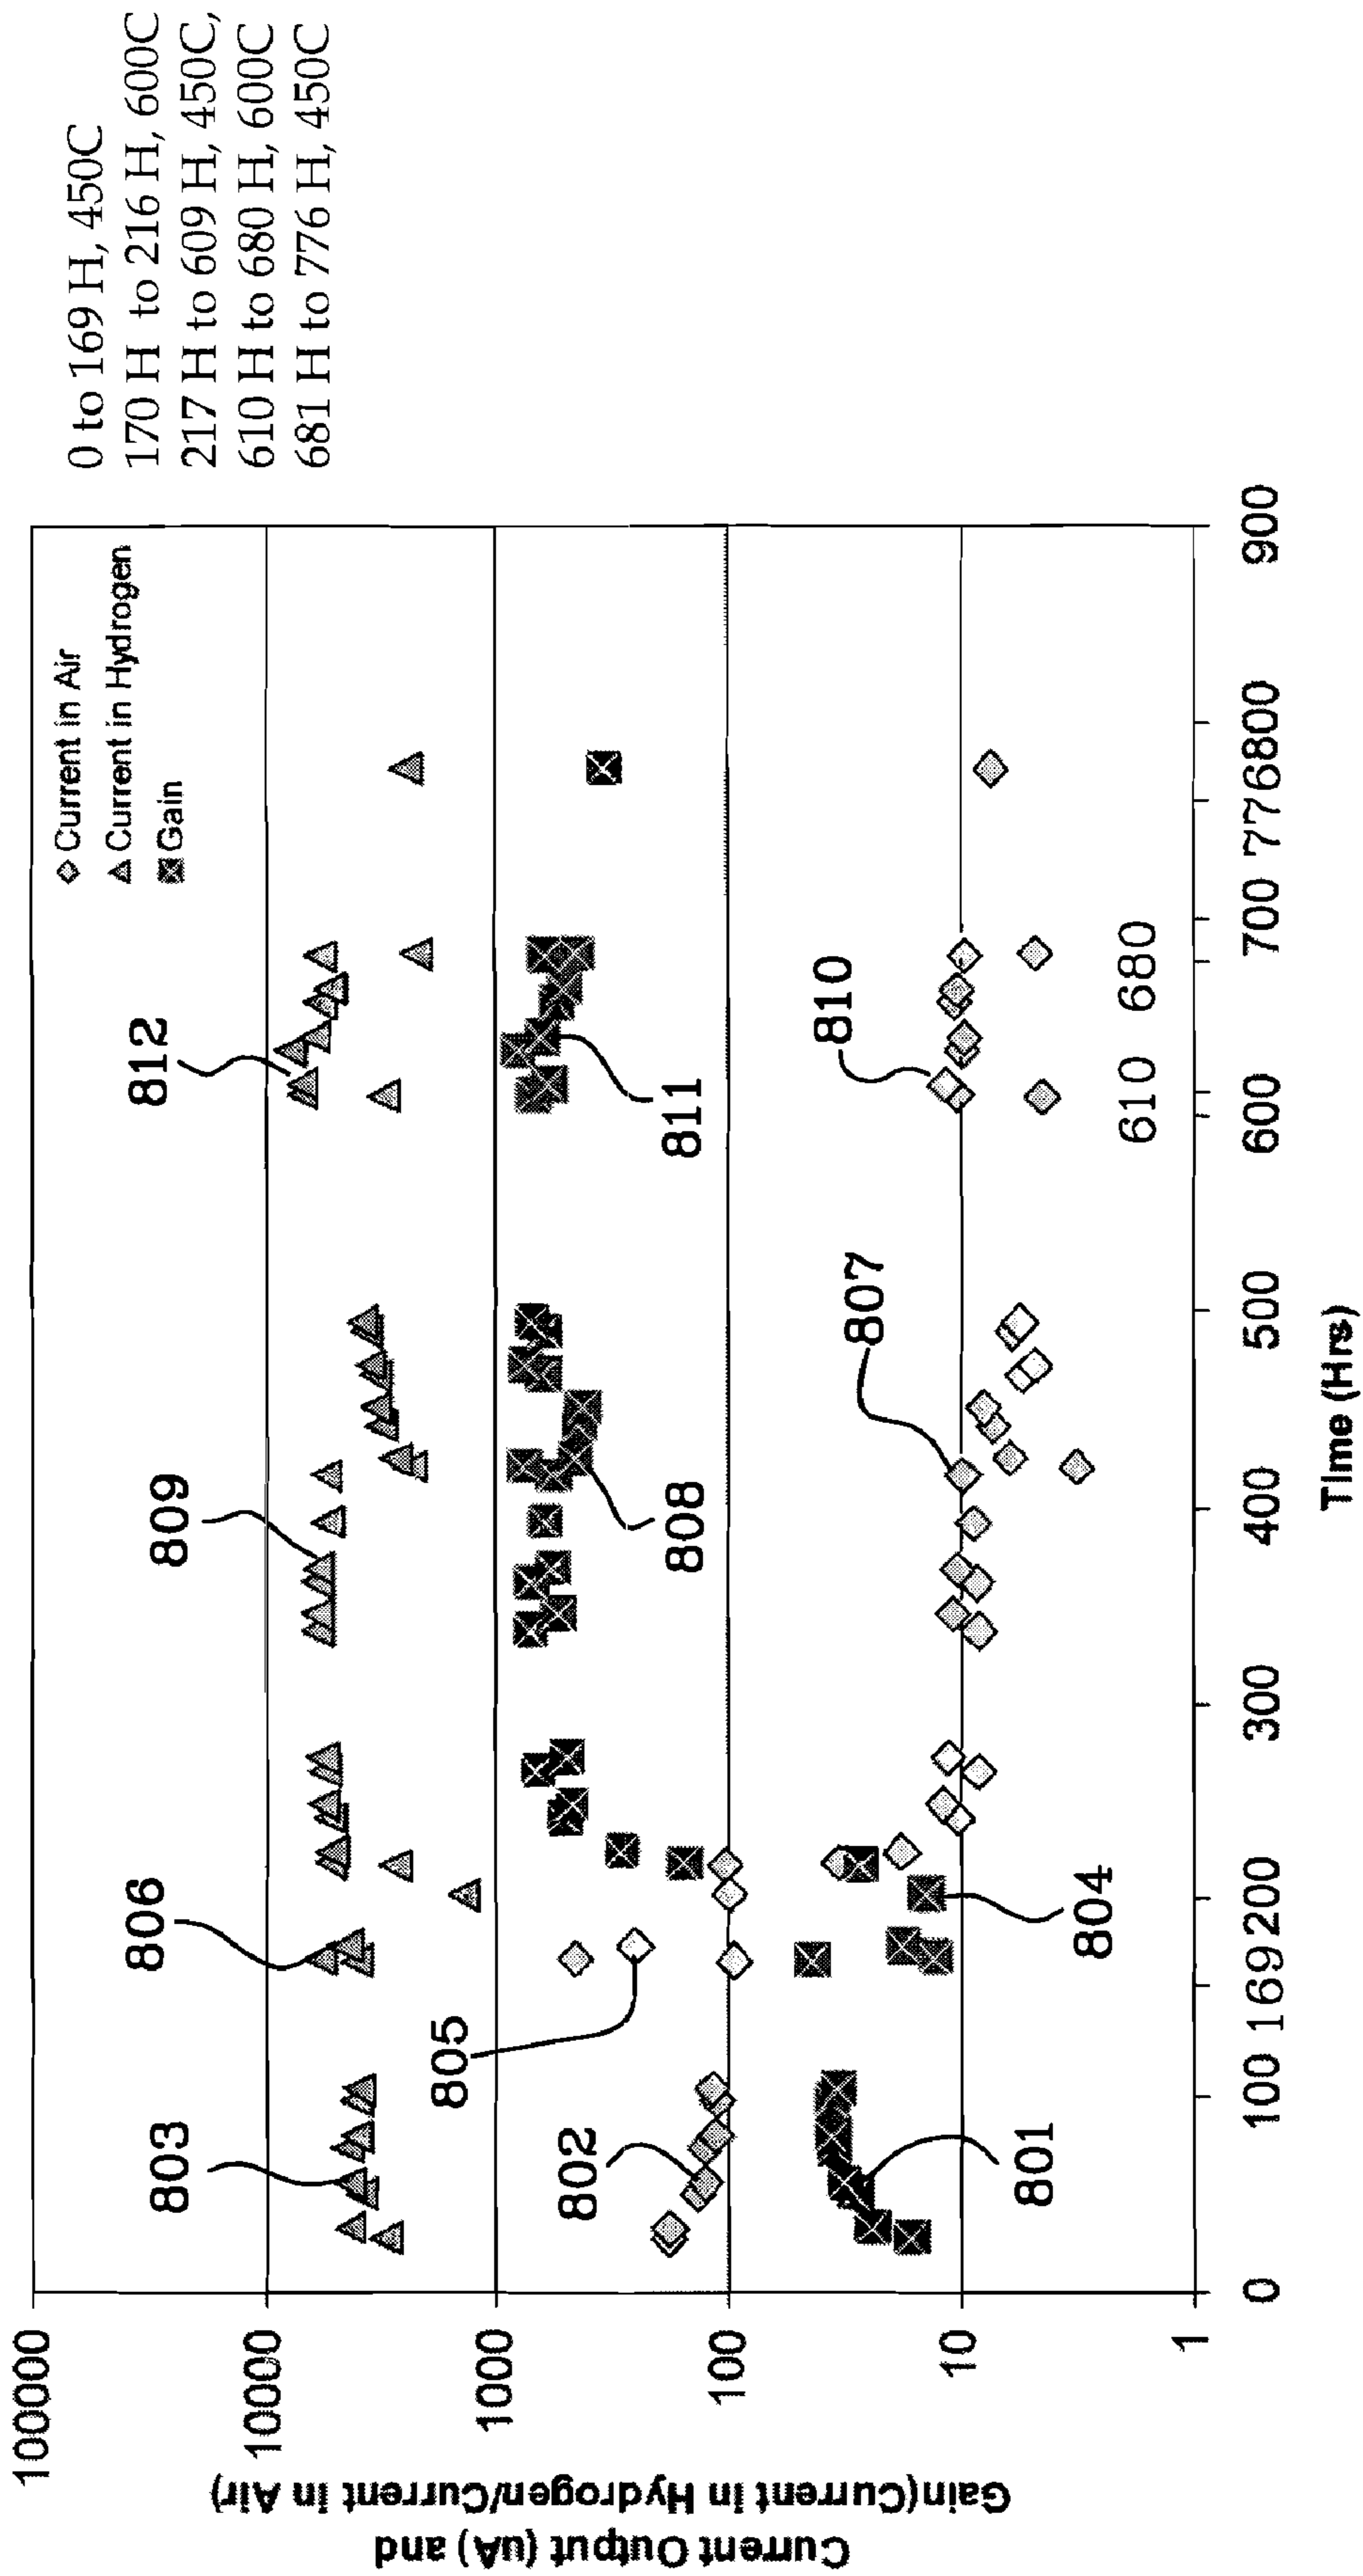 0 to 169 H, 450C
170 H to 216 H, 600C
217 H to 609 H, 450C,
610 H to 680 H, 600C
681 H to 776 H, 450C
Current Output (uA) and
Gain(Current in Hydrogen/Current in Air)
100000
10000
1000
100
10
1
Current in Air
Current in Hydrogen
Gain
803
806
809
812
802
805
808
811
801
804
807
810
610 680
0 100 169 200 300 400 500 600 700 776 800 900
Time (Hrs)